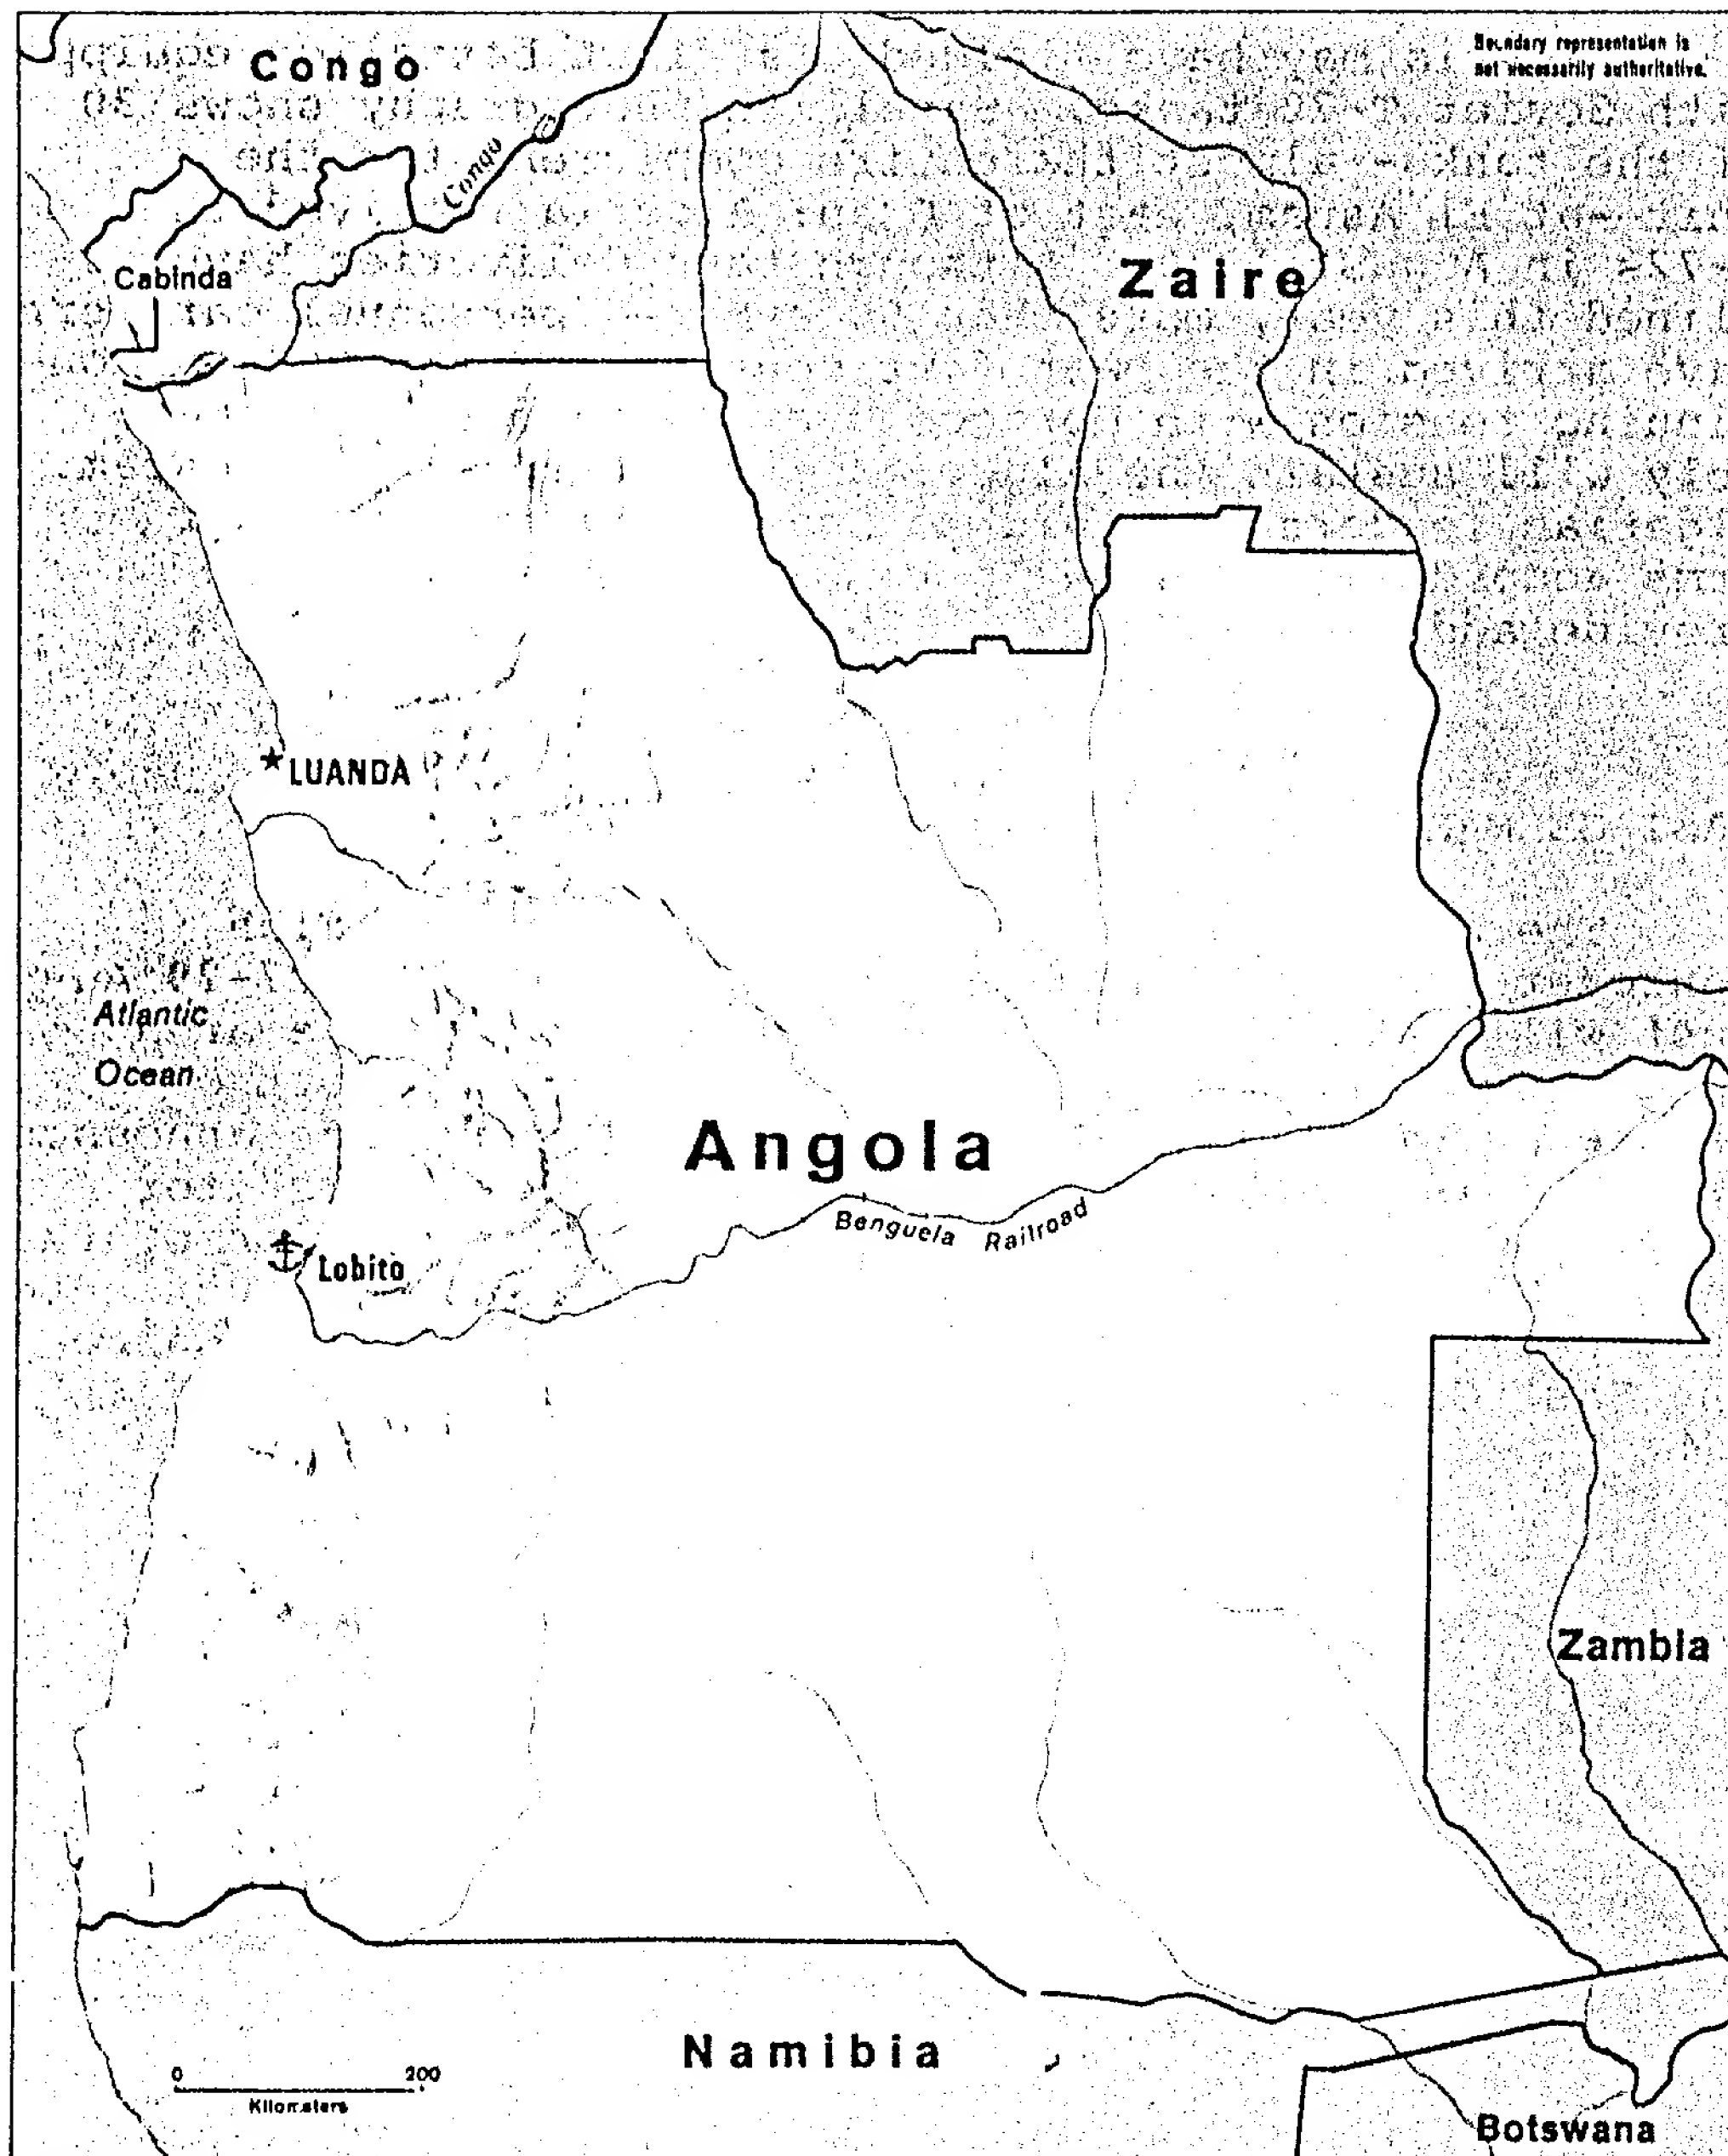 Congo
Boundary representation is
not necessarily authoritative.
Congo
Zaire
Cabinda
LUANDA
Atlantic
Ocean
Angola
Benguela Railroad
Lobito
Zambia
Namibia
0 200
Kilometers
Botswana